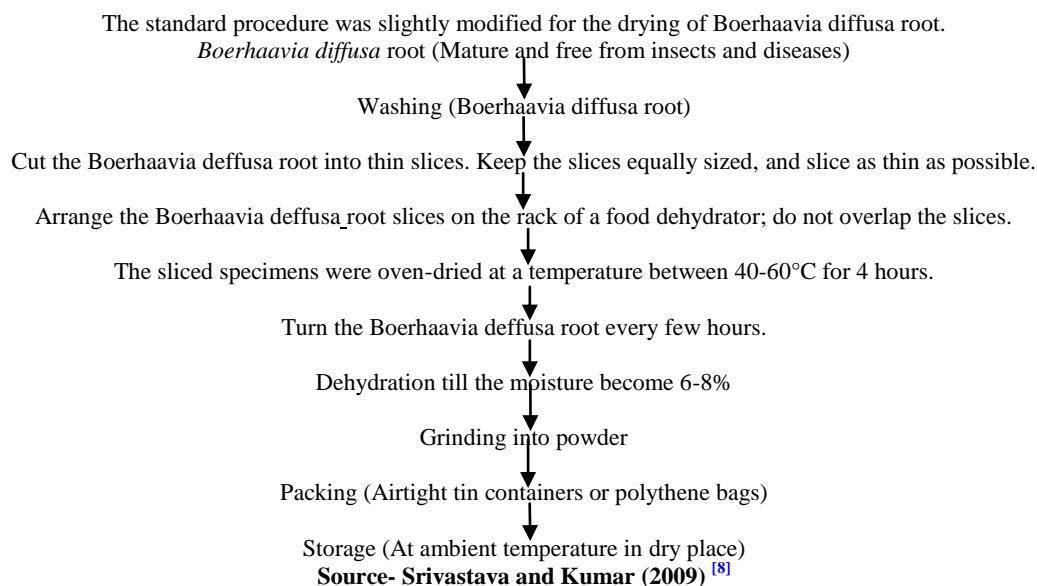 The standard procedure was slightly modified for the drying of Boerhaavia diffusa root.
Boerhaavia diffusa root (Mature and free from insects and diseases)
Washing (Boerhaavia diffusa root)
Cut the Boerhaavia deffusa root into thin slices. Keep the slices equally sized, and slice as thin as possible.
Arrange the Boerhaavia deffusa root slices on the rack of a food dehydrator; do not overlap the slices.
The sliced specimens were oven-dried at a temperature between 40-60°C for 4 hours.
Turn the Boerhaavia deffusa root every few hours.
Dehydration till the moisture become 6-8%
Grinding into powder
Packing (Airtight tin containers or polythene bags)
Storage (At ambient temperature in dry place)
Source- Srivastava and Kumar (2009) [8]